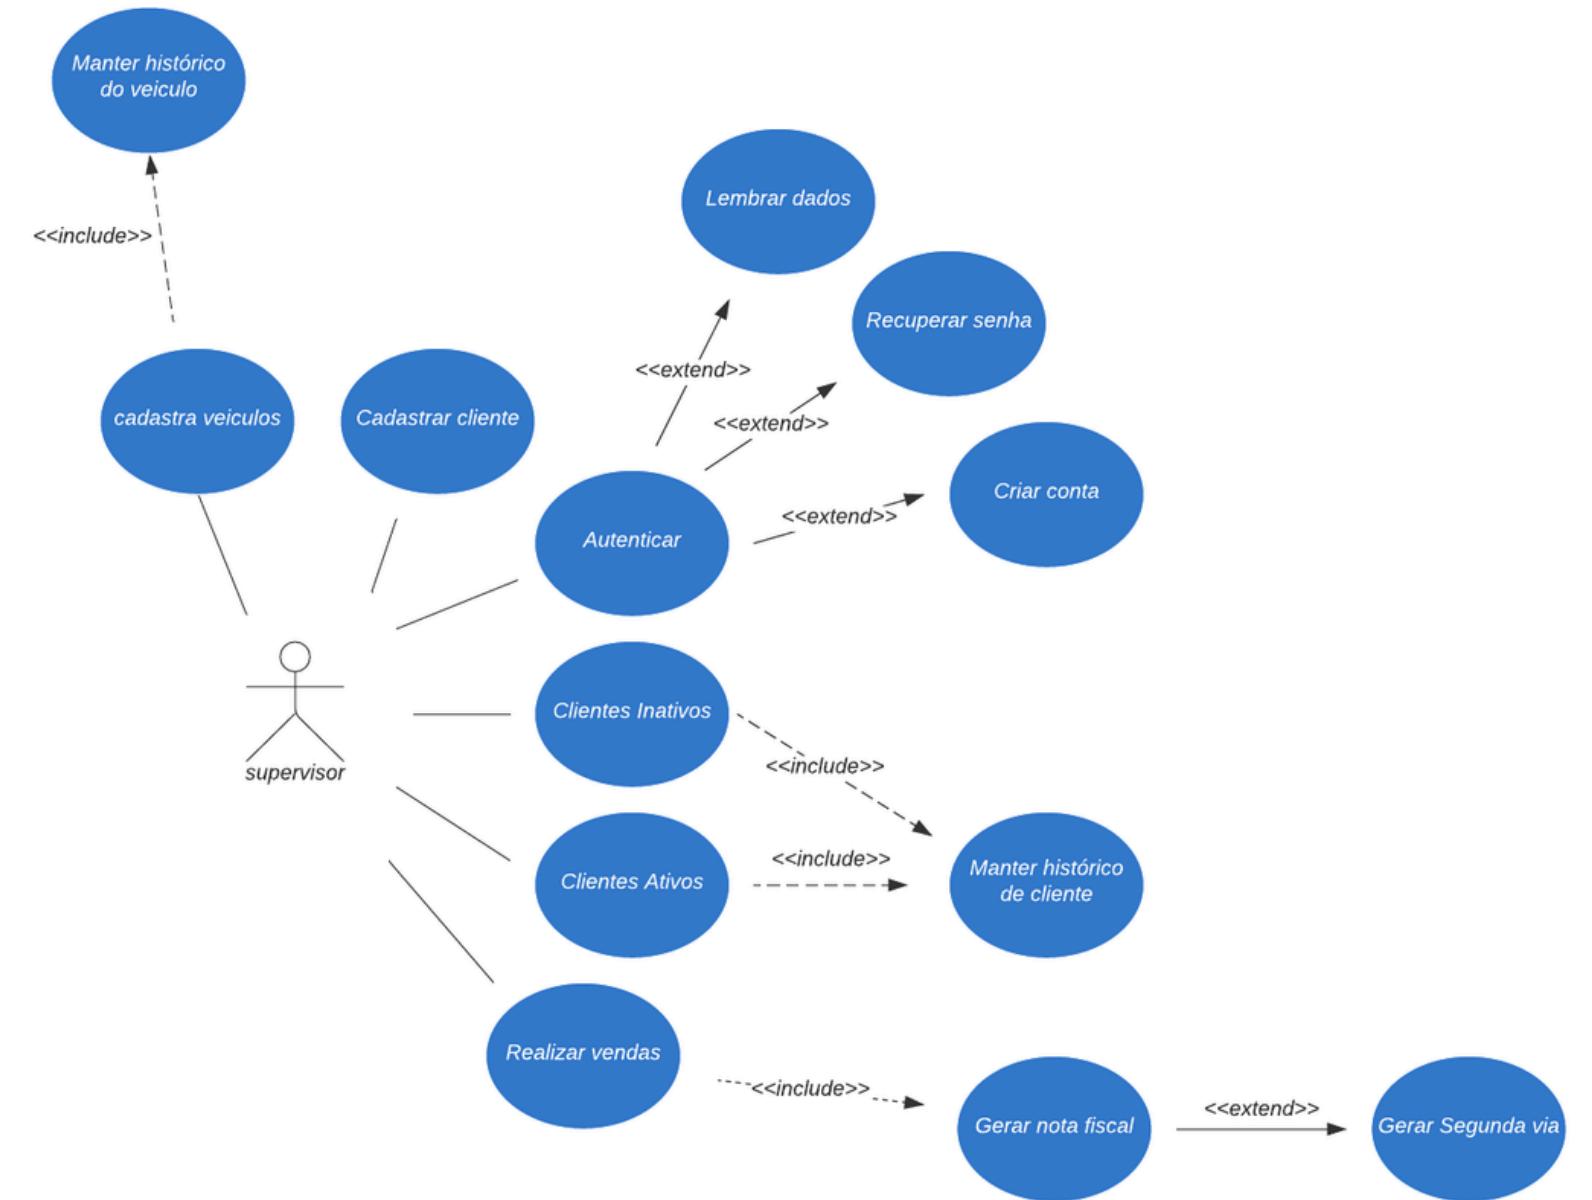 Manter histórico
do veiculo
<<include>>
Lembrar dados
Recuperar senha
<<extend>>
<<extend>>
cadastra veiculos
Cadastrar cliente
Criar conta
<<extend>>
Autenticar
Clientes Inativos
supervisor
<<include>>
Clientes Ativos
<<include>>
Manter histórico
de cliente
Realizar vendas
<<include>>
Gerar nota fiscal
<<extend>>
Gerar Segunda via